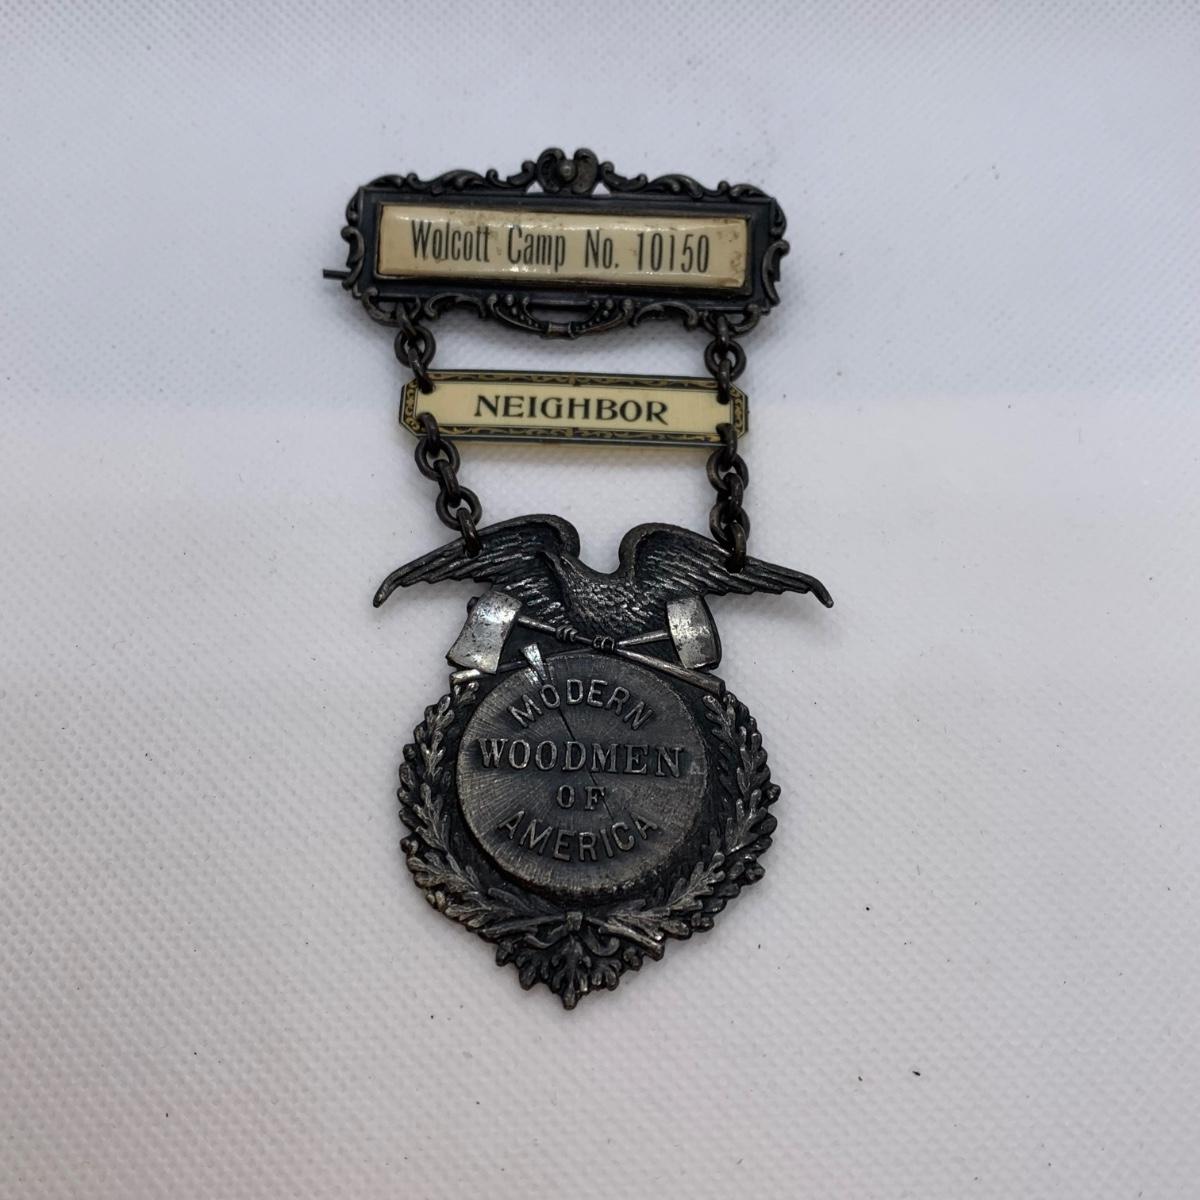 Wolcott Camp No. 10150
NEIGHBOR
MODERN
WOODMEN
OF
AMERICA